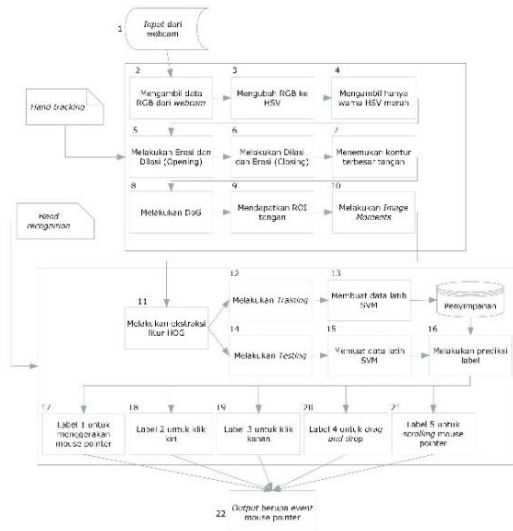 1
Input dari
webcam
2
Mengambil data
RGB dari webcam
3
Mengubah RGB ke
HSV
4
Mengambil hanya
warna HSV merah
Hand tracking
5
Melakukan Erosi dan
Dilasi (Opening)
6
Melakukan Dilasi
dan Erosi (Closing)
7
Menemukan kontur
terbesar tangan
8
Melakukan DoG
9
Mendapatkan ROI
tangan
10
Melakukan Image
Moments
Hand
recognition
11
Melakukan ekstraksi
fitur HOG
12
Melakukan Training
13
Membuat data latih
SVM
Penyimpanan
14
Melakukan Testing
15
Memuat data latih
SVM
16
Melakukan prediksi
label
17
Label 1 untuk
menggerakan
mouse pointer
18
Label 2 untuk klik
kiri
19
Label 3 untuk klik
kanan
20
Label 4 untuk drag
and drop
21
Label 5 untuk
scrolling mouse
pointer
22
Output berupa event
mouse pointer